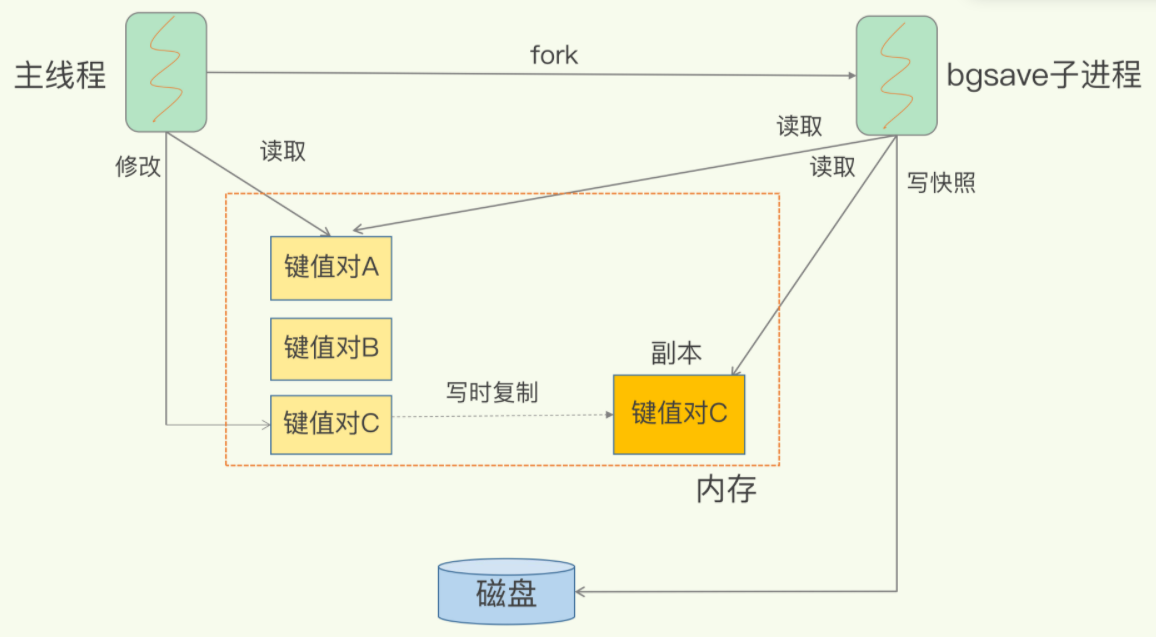 fork
主线程
bgsave子进程
修改
读取
读取
读取
写快照
键值对A
键值对B
副本
写时复制
键值对C
键值对C
内存
磁盘